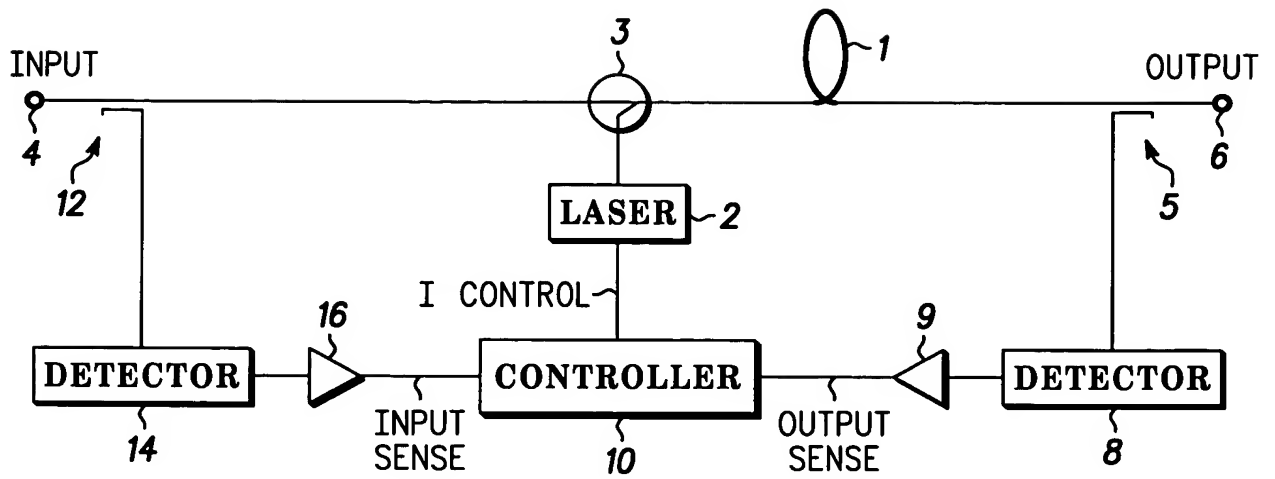 3
1
INPUT
OUTPUT
4
12
6
5
LASER
2
I CONTROL
16
9
DETECTOR
CONTROLLER
DETECTOR
14
INPUT
SENSE
10
OUTPUT
SENSE
8